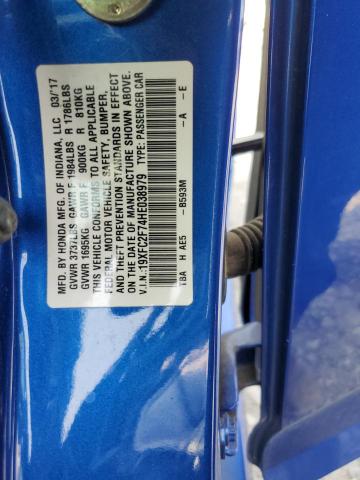 MFD. BY HONDA MFG. OF INDIANA, LLC 03/17
GVWR 3737LBS GAWR F 1984LBS R 1786LBS
GVWR 1695KG GAWR F 900KG R 810KG
THIS VEHICLE CONFORMS TO ALL APPLICABLE
FEDERAL MOTOR VEHICLE SAFETY, BUMPER,
AND THEFT PREVENTION STANDARDS IN EFFECT
ON THE DATE OF MANUFACTURE SHOWN ABOVE.
V.I.N.:19XFC2F74HE038979 TYPE: PASSENGER CAR
TBA H AE5 -B593M -A -E